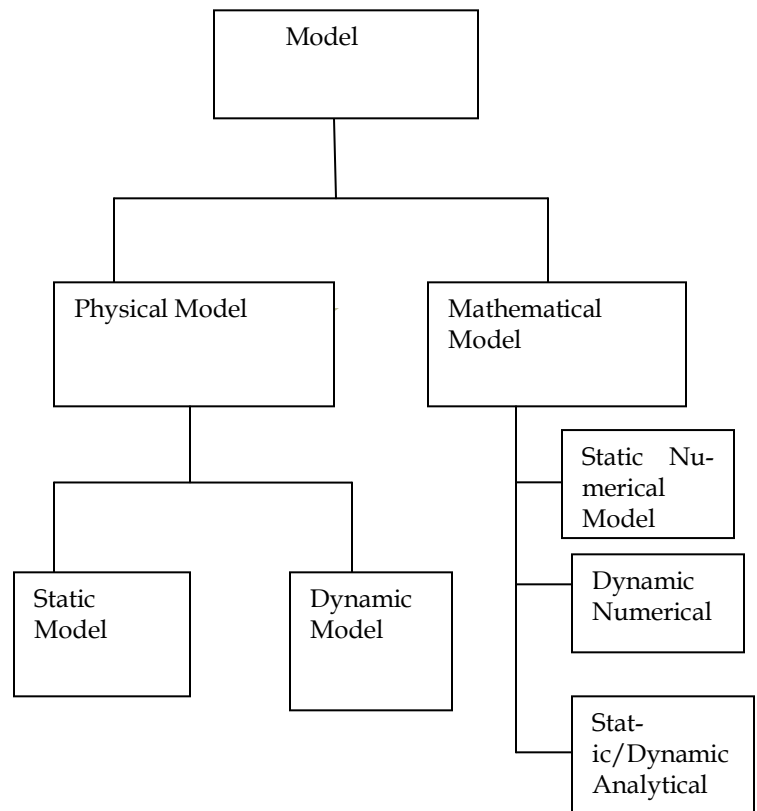 Model
Physical Model
Mathematical
Model
Static Nu-
merical
Model
Dynamic
Numerical
Static
Model
Dynamic
Model
Stat-
ic/Dynamic
Analytical